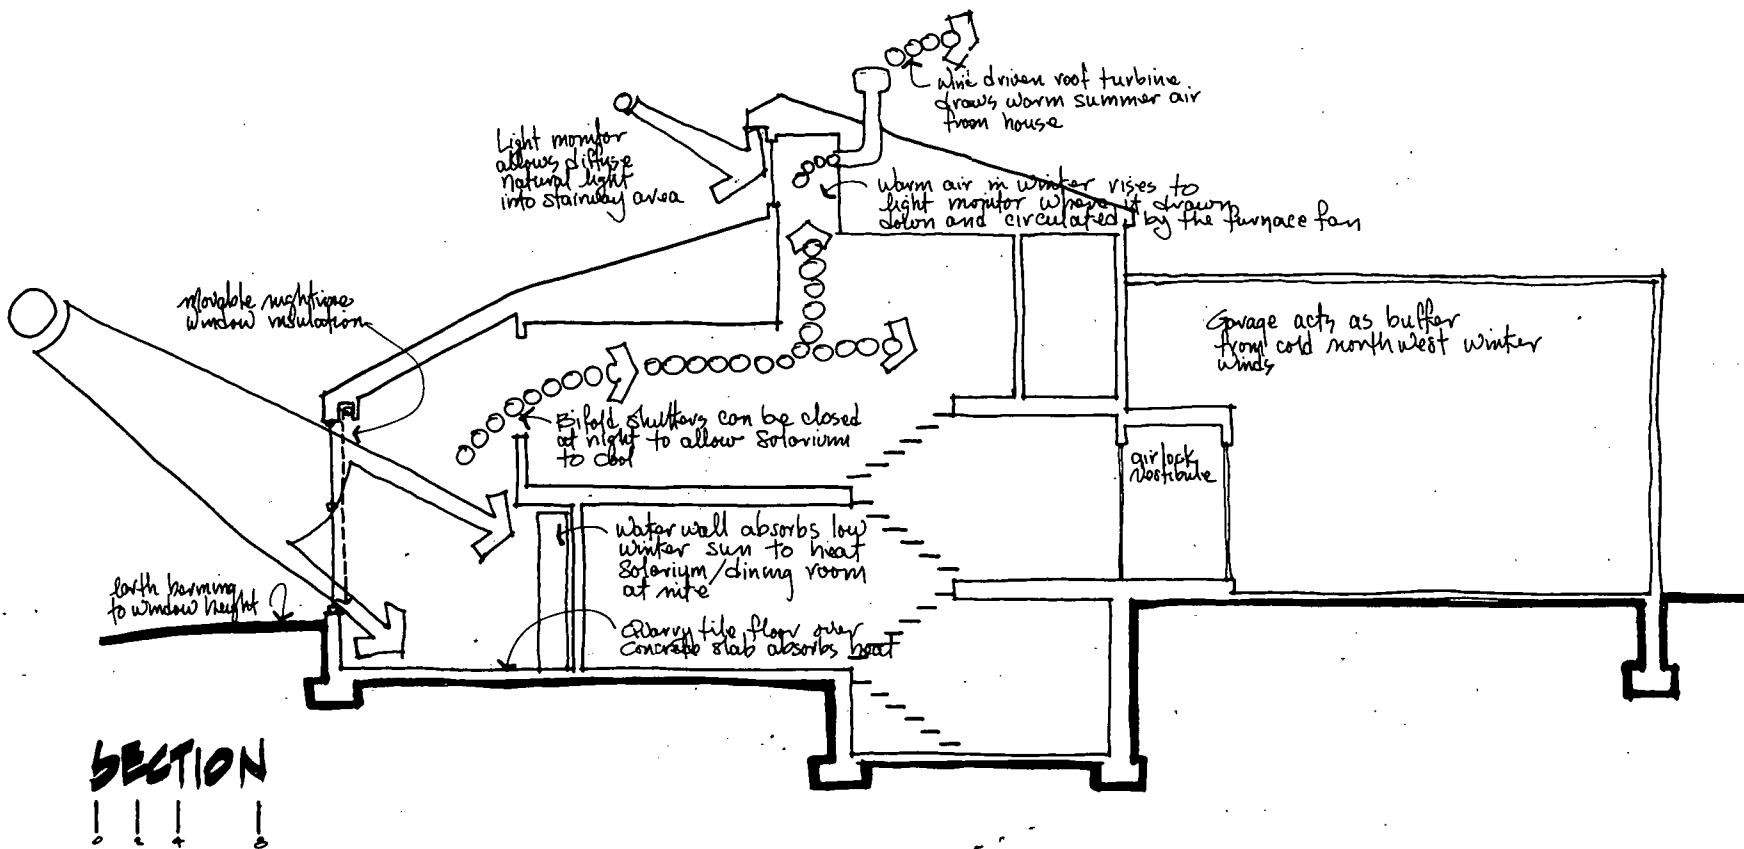 Wind driven roof turbine
draws warm summer air
from house
Light monitor
allows diffuse
natural light
into stairway area
warm air in winter rises to
light monitor where it drawn
down and circulated by the furnace fan
Movable nightime
window insulation
Garage acts as buffer
from cold northwest winter
winds
Bifold shutters can be closed
at night to allow Solarium
to cool
airlock
vestibule
Water wall absorbs low
winter sun to heat
Solarium/dining room
at nite
Earth berming
to window height
Quarry tile floor over
concrete slab absorbs heat
SECTION
0 2 4 8